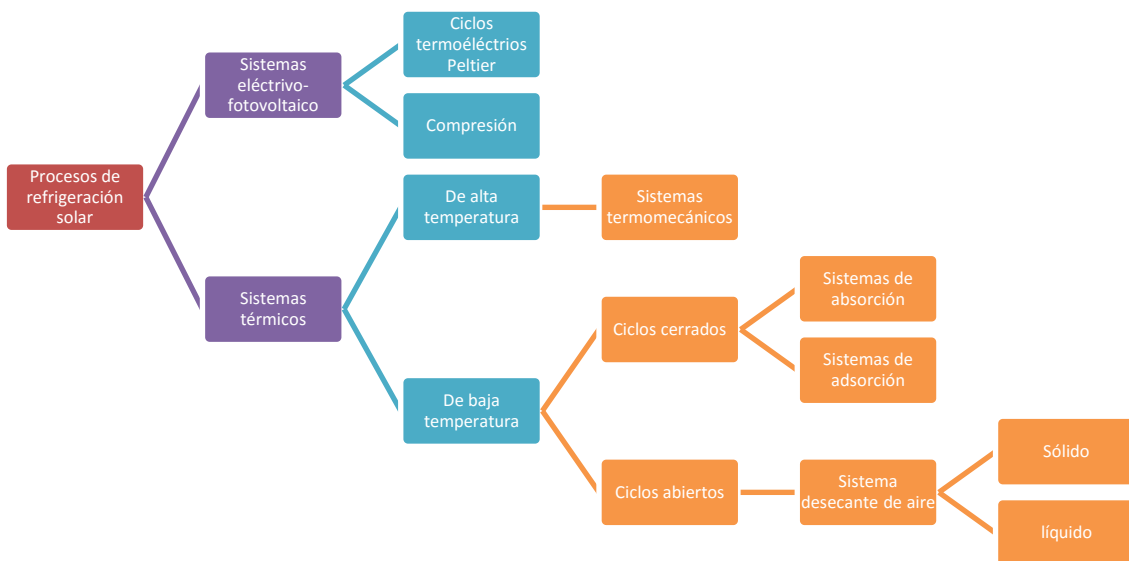 Procesos de
refrigeración
solar
Sistemas
eléctrivo-
fotovoltaico
Ciclos
termoéléctrios
Peltier
Compresión
Sistemas
térmicos
De alta
temperatura
Sistemas
termomecánicos
De baja
temperatura
Ciclos cerrados
Sistemas de
absorción
Sistemas de
adsorción
Ciclos abiertos
Sistema
desecante de aire
Sólido
líquido